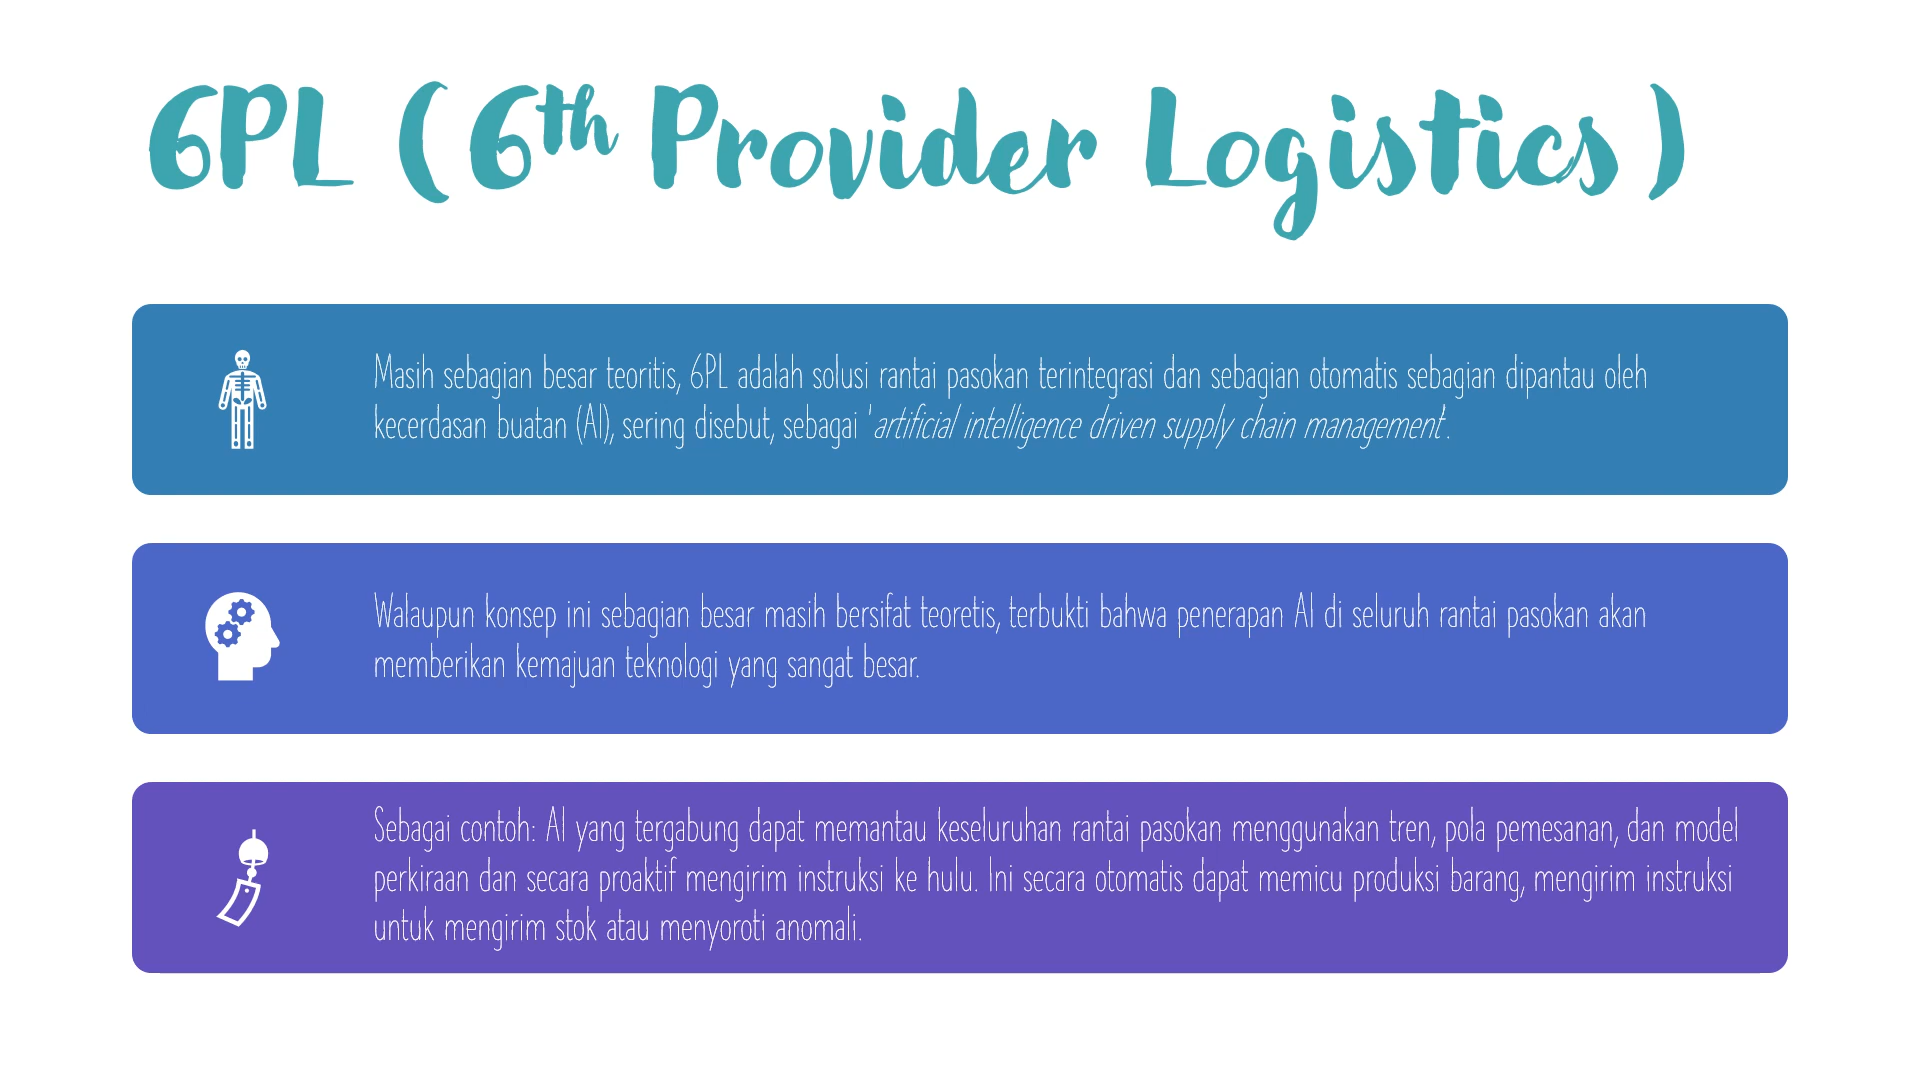 6PL (6th Provider Logistics)
Masih sebagian besar teoritis, 6PL adalah solusi rantai pasokan terintegrasi dan sebagian otomatis sebagian dipantau oleh
kecerdasan buatan (AI), sering disebut, sebagai 'artificial intelligence driven supply chain management'.
Walaupun konsep ini sebagian besar masih bersifat teoretis, terbukti bahwa penerapan AI di seluruh rantai pasokan akan
memberikan kemajuan teknologi yang sangat besar.
Sebagai contoh: AI yang tergabung dapat memantau keseluruhan rantai pasokan menggunakan tren, pola pemesanan, dan model
perkiraan dan secara proaktif mengirim instruksi ke hulu. Ini secara otomatis dapat memicu produksi barang, mengirim instruksi
untuk mengirim stok atau menyoroti anomali.